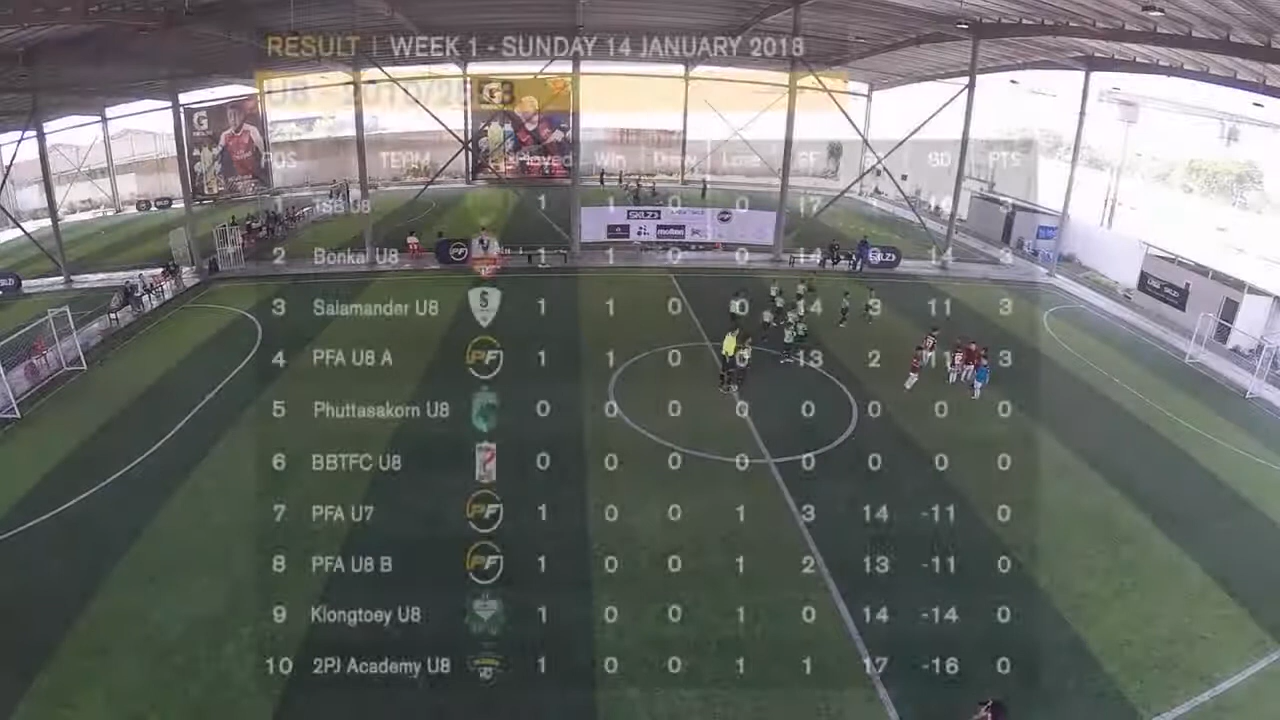 RESULT | WEEK 1 - SUNDAY 14 JANUARY 2018
POS TEAM Played Win Draw Lose GF GD PTS
1 U8 1 1 0 0 17 3
2 Bonkai U8 1 1 0 0 14
3 Salamander U8 1 1 0 0 14 3 11 3
4 PFA U8 A 1 1 0 0 13 2 11 3
5 Phuttasakorn U8 0 0 0 0 0 0 0 0
6 BBTFC U8 0 0 0 0 0 0 0 0
7 PFA U7 1 0 0 1 3 14 -11 0
8 PFA U8 B 1 0 0 1 2 13 -11 0
9 Klongtoey U8 1 0 0 1 0 14 -14 0
10 2PJ Academy U8 1 0 0 1 1 17 -16 0
SKLZ
molten
SKLZ